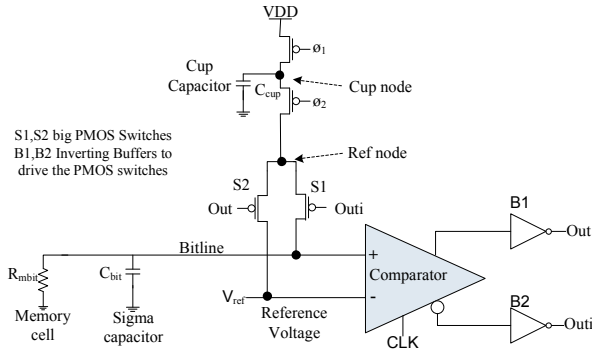 VDD
ø1
Cup
Capacitor
Ccup
Cup node
ø2
S1,S2 big PMOS Switches
B1,B2 Inverting Buffers to
drive the PMOS switches
Ref node
S2
S1
Out
Outi
B1
Out
Bitline
+
Comparator
Rmbit
Cbit
Vref
-
B2
Outi
Memory
cell
Sigma
capacitor
Reference
Voltage
CLK